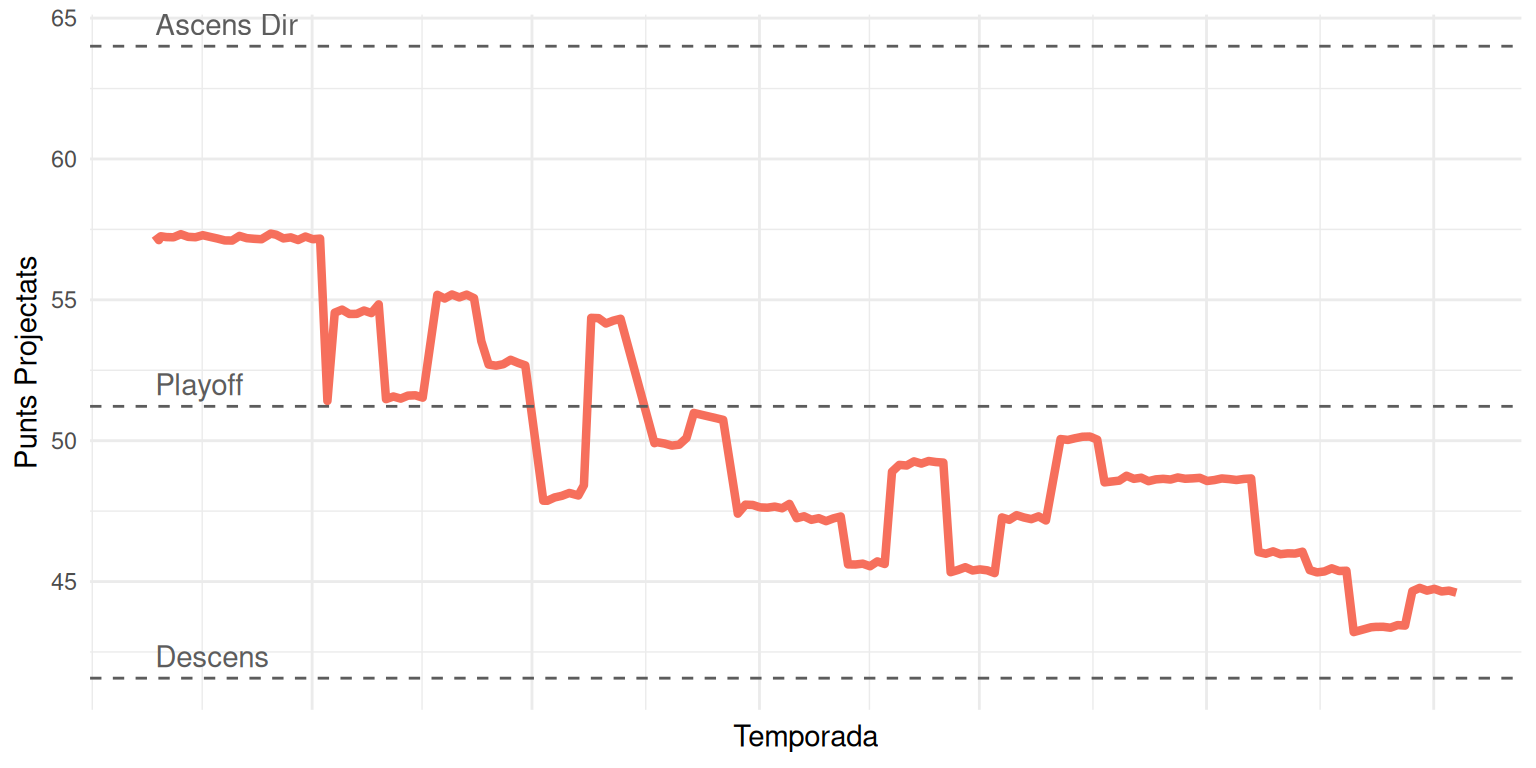 65
Ascens Dir
60
55
Punts Projectats
Playoff
50
45
Descens
Temporada